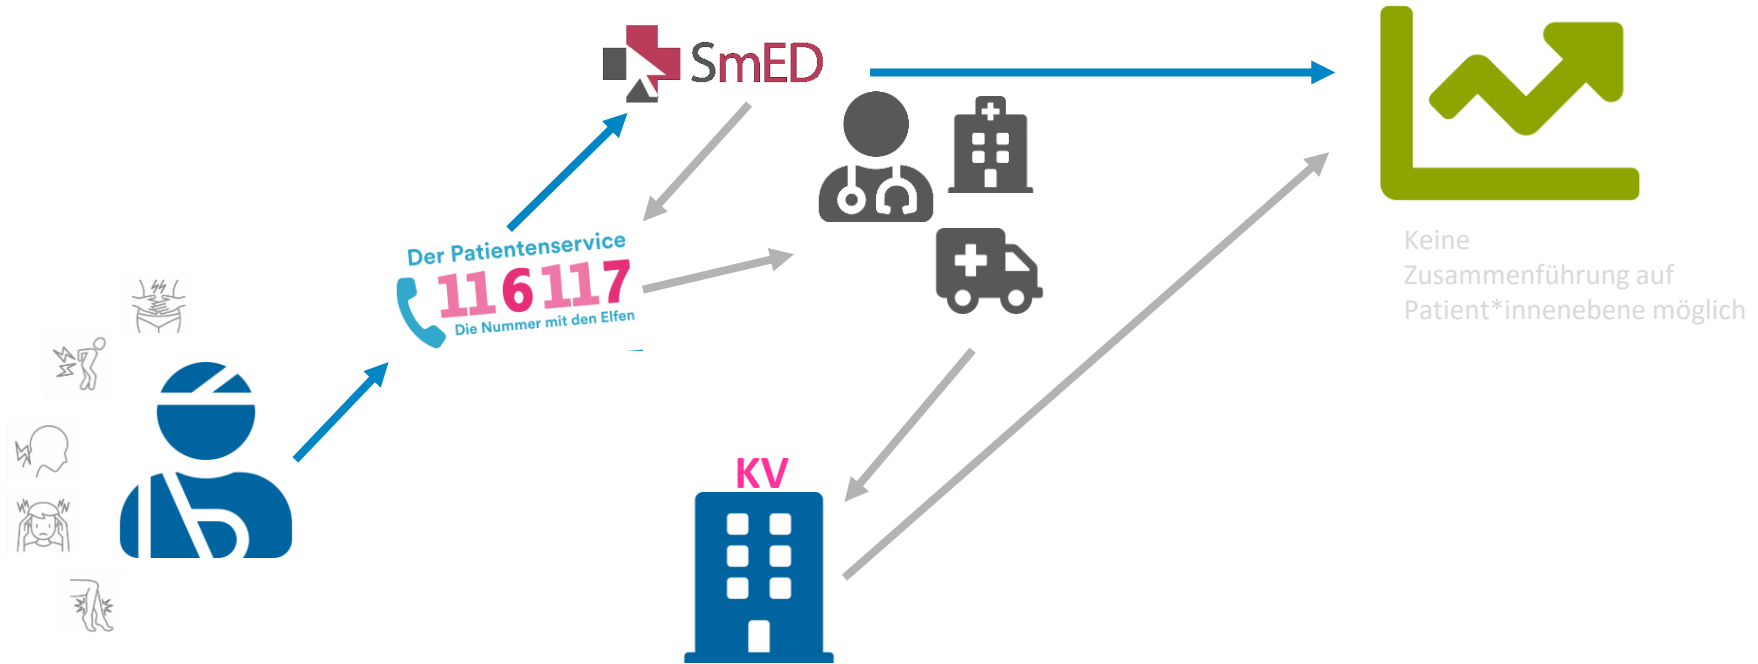 SmED
Der Patientenservice
116117
Die Nummer mit den Elfen
Keine
Zusammenführung auf
Patient*innenebene möglich
KV